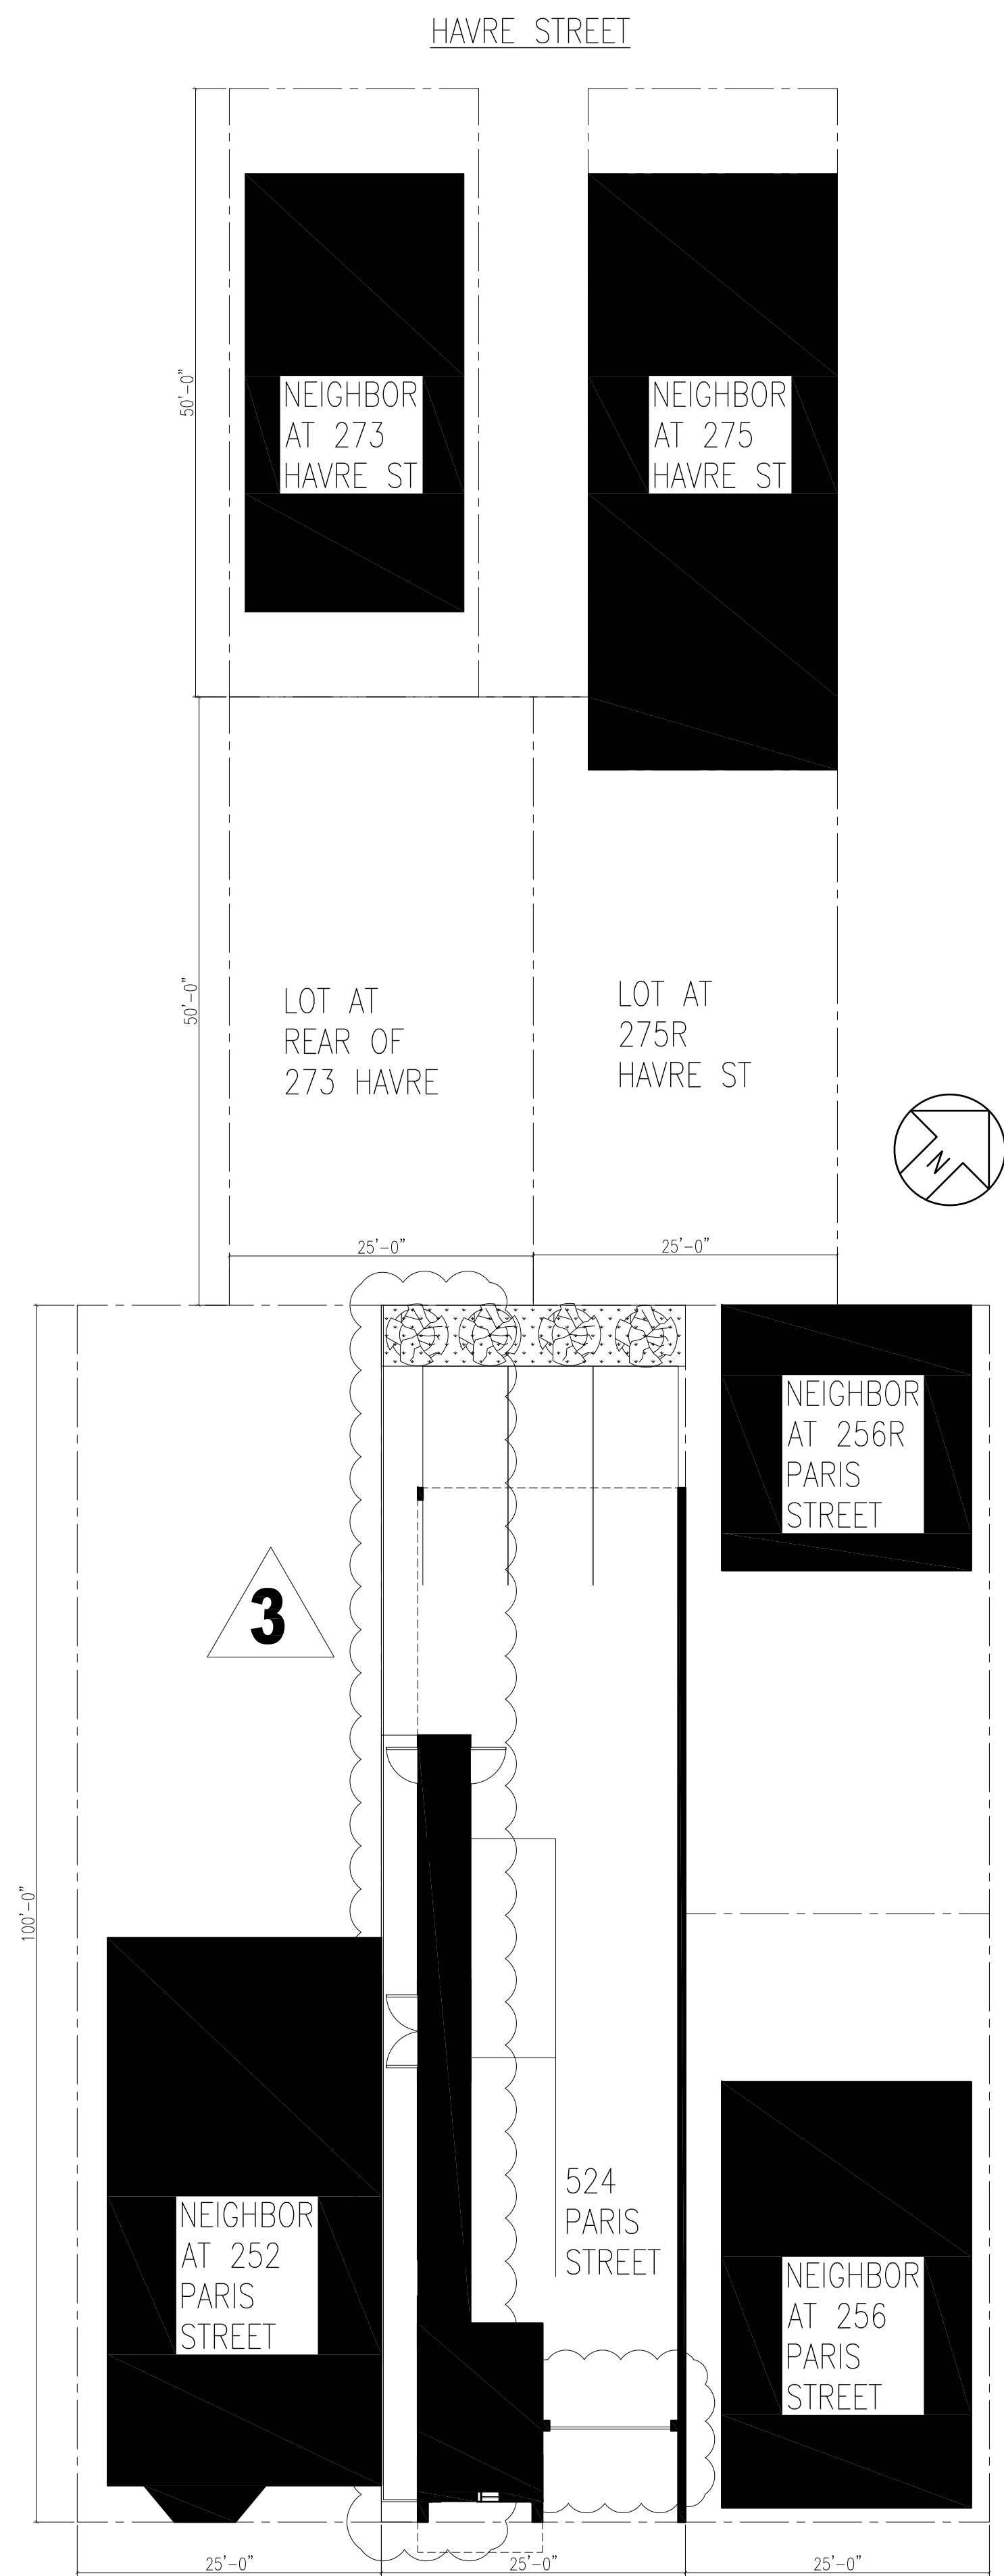 HAVRE STREET
50'-0"
NEIGHBOR
AT 273
HAVRE ST
NEIGHBOR
AT 275
HAVRE ST
50'-0"
LOT AT
REAR OF
273 HAVRE
LOT AT
275R
HAVRE ST
N
25'-0"
25'-0"
NEIGHBOR
AT 256R
PARIS
STREET
3
100'-0"
524
PARIS
STREET
NEIGHBOR
AT 252
PARIS
STREET
NEIGHBOR
AT 256
PARIS
STREET
25'-0"
25'-0"
25'-0"